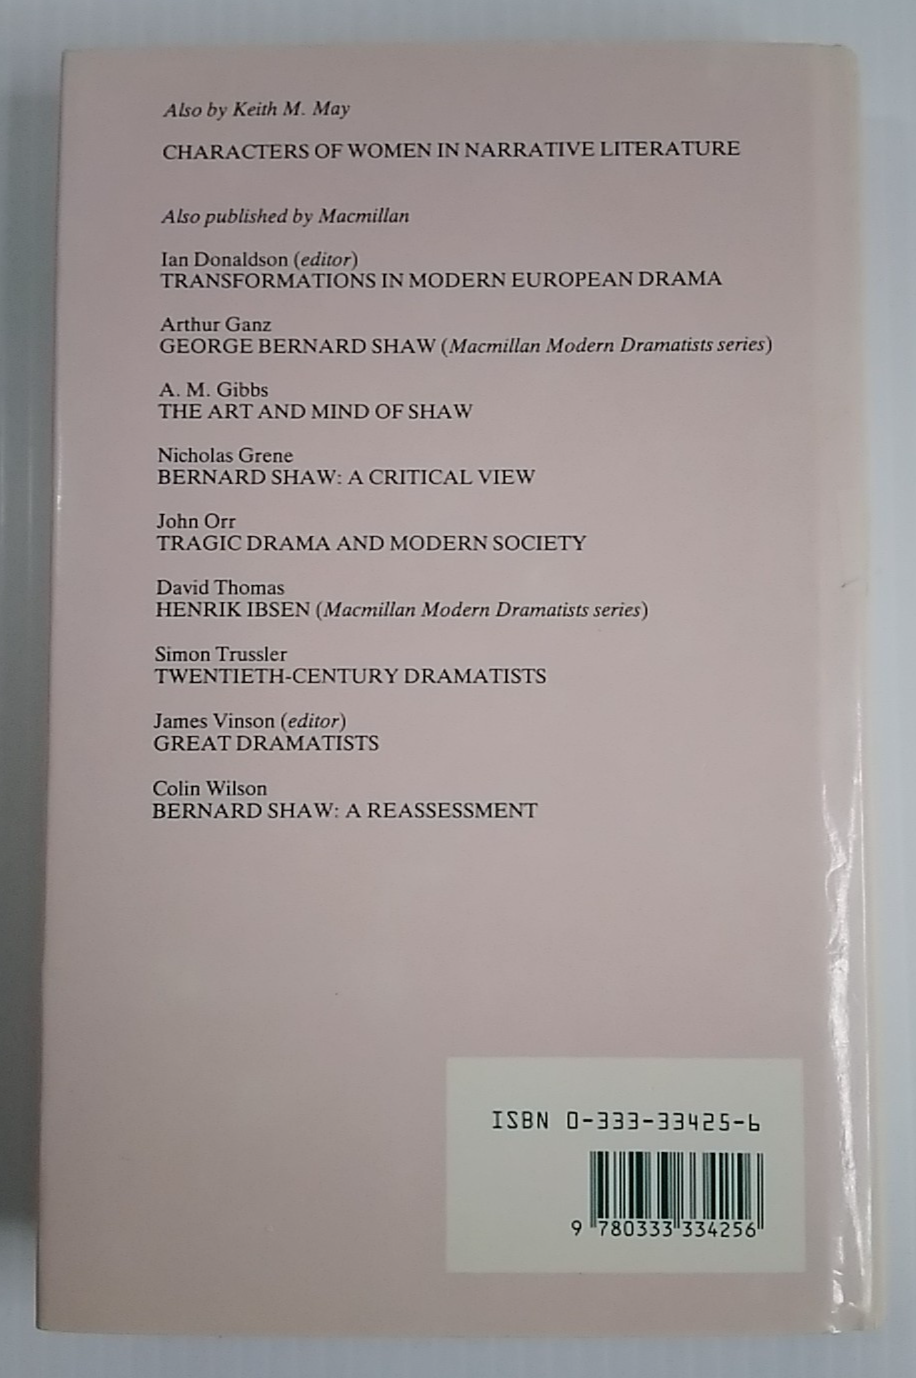 Also by Keith M. May
CHARACTERS OF WOMEN IN NARRATIVE LITERATURE
Also published by Macmillan
Ian Donaldson (editor)
TRANSFORMATIONS IN MODERN EUROPEAN DRAMA
Arthur Ganz
GEORGE BERNARD SHAW (Macmillan Modern Dramatists series)
A. M. Gibbs
THE ART AND MIND OF SHAW
Nicholas Grene
BERNARD SHAW: A CRITICAL VIEW
John Orr
TRAGIC DRAMA AND MODERN SOCIETY
David Thomas
HENRIK IBSEN (Macmillan Modern Dramatists series)
Simon Trussler
TWENTIETH-CENTURY DRAMATISTS
James Vinson (editor)
GREAT DRAMATISTS
Colin Wilson
BERNARD SHAW: A REASSESSMENT
ISBN 0-333-33425-6
9 780333 334256